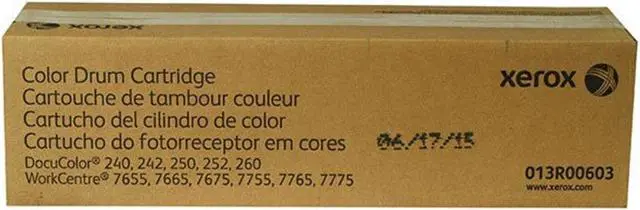 Color Drum Cartridge
Cartouche de tambour couleur
Cartucho del cilindro de color
Cartucho do fotorreceptor em cores
DocuColor® 240, 242, 250, 252, 260
WorkCentre® 7655, 7665, 7675, 7755, 7765, 7775
xerox
06/17/15
013R00603
www.xerox.com